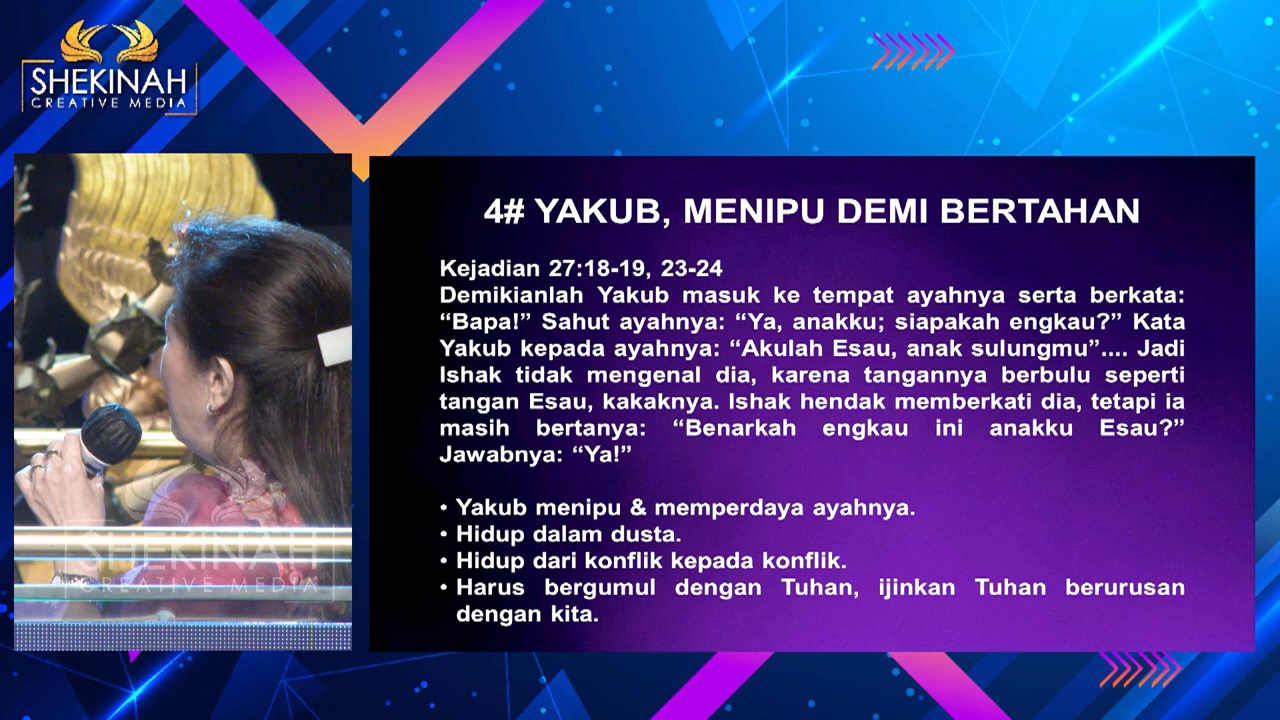 SHEKINAH
CREATIVE MEDIA
4# YAKUB, MENIPU DEMI BERTAHAN
Kejadian 27:18-19, 23-24
Demikianlah Yakub masuk ke tempat ayahnya serta berkata:
“Bapa!” Sahut ayahnya: “Ya, anakku; siapakah engkau?” Kata
Yakub kepada ayahnya: “Akulah Esau, anak sulungmu”.... Jadi
Ishak tidak mengenal dia, karena tangannya berbulu seperti
tangan Esau, kakaknya. Ishak hendak memberkati dia, tetapi ia
masih bertanya: “Benarkah engkau ini anakku Esau?”
Jawabnya: “Ya!”
• Yakub menipu & memperdaya ayahnya.
• Hidup dalam dusta.
• Hidup dari konflik kepada konflik.
• Harus bergumul dengan Tuhan, ijinkan Tuhan berurusan
dengan kita.
SHEKINAH
CREATIVE MEDIA